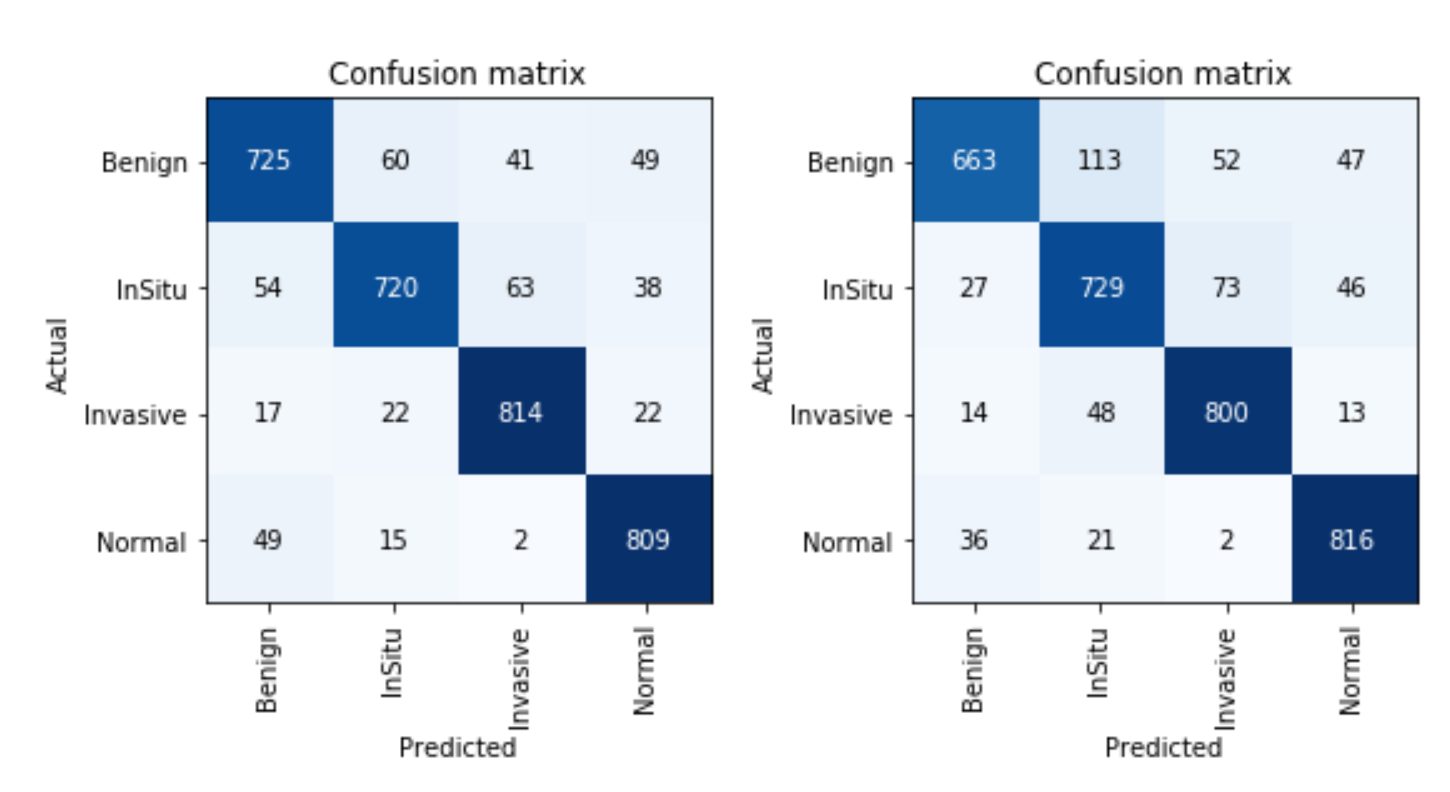 Confusion matrix
Actual
Benign 725 60 41 49
InSitu 54 720 63 38
Invasive 17 22 814 22
Normal 49 15 2 809
Benign InSitu Invasive Normal
Predicted
Confusion matrix
Actual
Benign 663 113 52 47
InSitu 27 729 73 46
Invasive 14 48 800 13
Normal 36 21 2 816
Benign InSitu Invasive Normal
Predicted